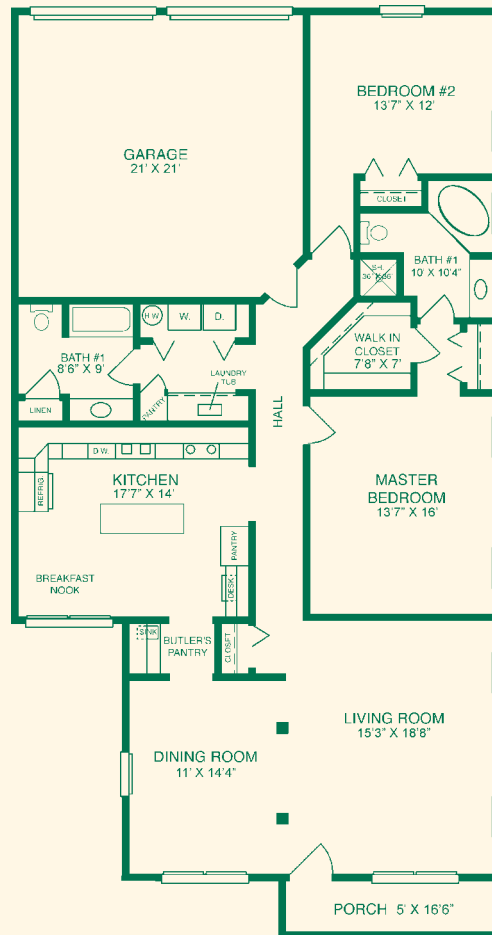 BEDROOM #2
13'7" X 12'
GARAGE
21' X 21'
CLOSET
BATH #1
10' X 10'4"
SH.
36" X 36"
H.W.
W.
D.
WALK IN
CLOSET
7'8" X 7'
BATH #1
8'6" X 9'
LAUNDRY
TUB
LINEN
PANTRY
HALL
D.W.
KITCHEN
17'7" X 14'
REFRIG.
MASTER
BEDROOM
13'7" X 16'
PANTRY
BREAKFAST
NOOK
DESK
SINK
BUTLER'S
PANTRY
CLOSET
LIVING ROOM
15'3" X 18'8"
DINING ROOM
11' X 14'4"
PORCH 5' X 16'6"